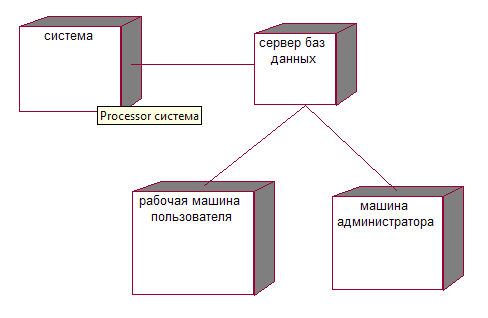 система
сервер баз
данных
Processor система
рабочая машина
пользователя
машина
администратора